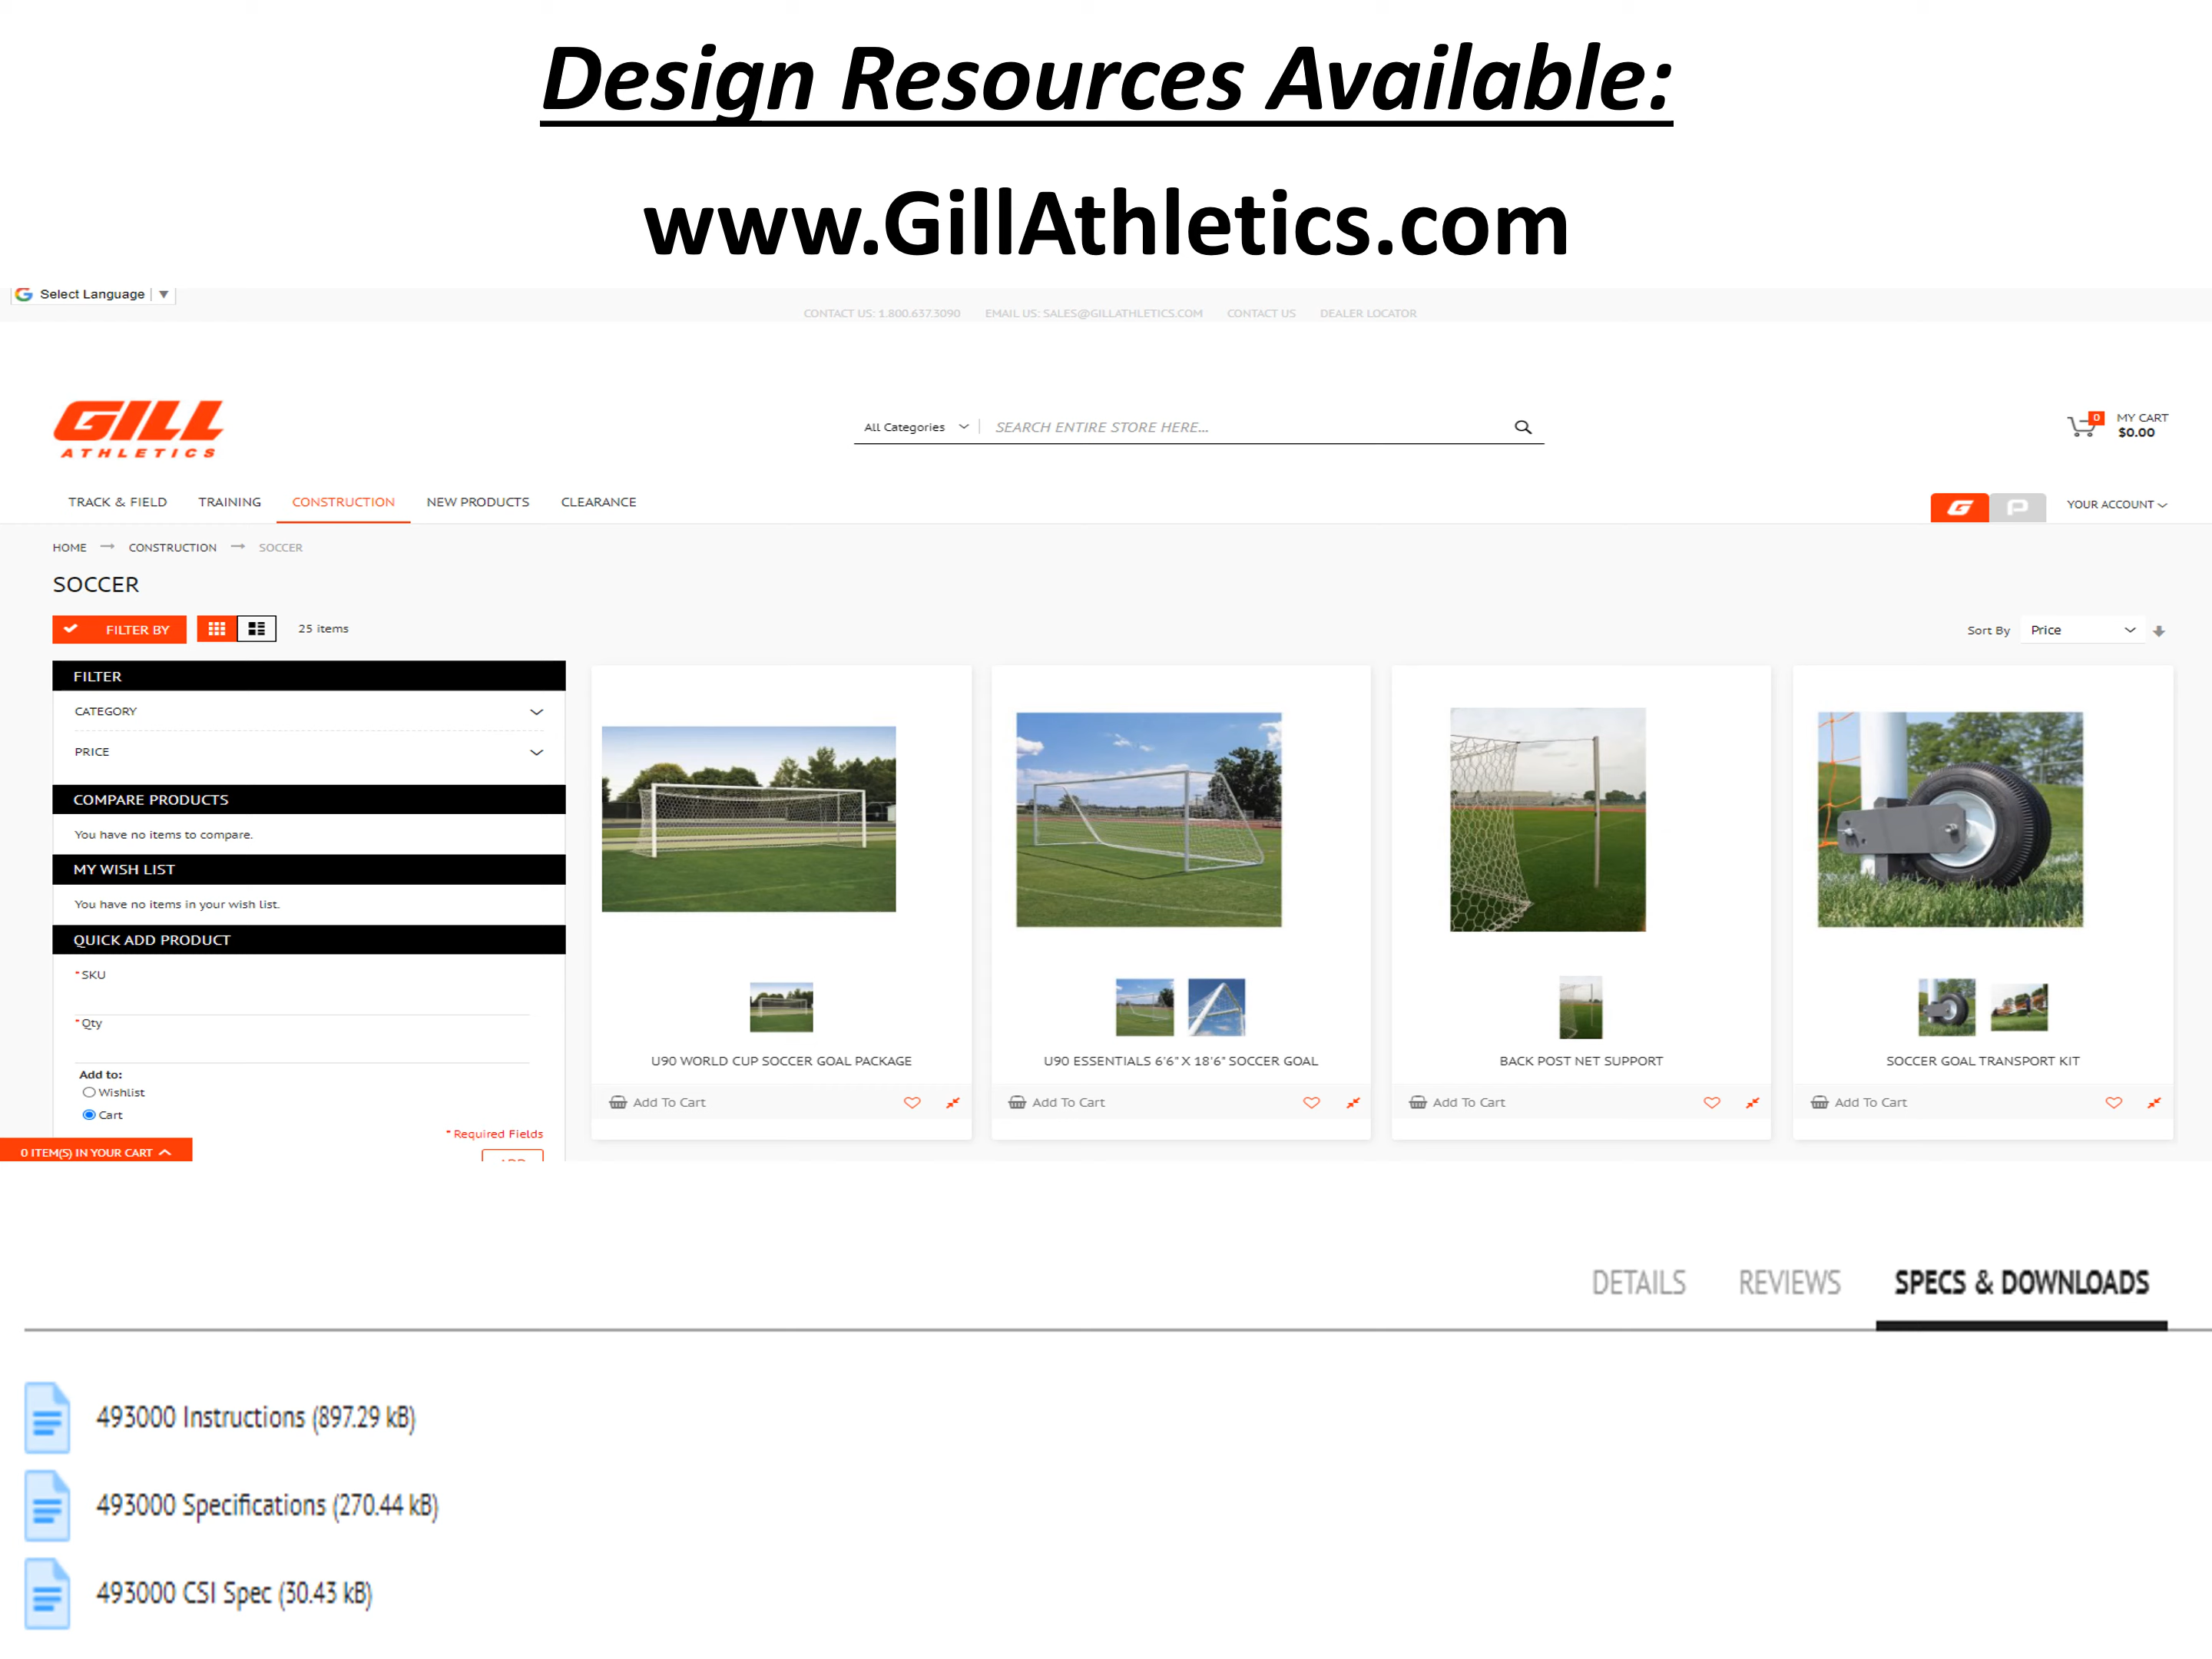 Design Resources Available:
www.GillAthletics.com
Select Language
CONTACT US: 1.800.637.3090 EMAIL US: SALES@GILLATHLETICS.COM CONTACT US DEALER LOCATOR
GILL
ATHLETICS
All Categories SEARCH ENTIRE STORE HERE...
0 MY CART
$0.00
TRACK & FIELD TRAINING CONSTRUCTION NEW PRODUCTS CLEARANCE
G P YOUR ACCOUNT
HOME → CONSTRUCTION → SOCCER
SOCCER
FILTER BY 25 items
Sort By Price
FILTER
CATEGORY
PRICE
COMPARE PRODUCTS
You have no items to compare.
MY WISH LIST
You have no items in your wish list.
QUICK ADD PRODUCT
* SKU
* Qty
Add to:
Wishlist
Cart
* Required Fields
0 ITEM(S) IN YOUR CART
U90 WORLD CUP SOCCER GOAL PACKAGE
Add To Cart
U90 ESSENTIALS 6'6" X 18'6" SOCCER GOAL
Add To Cart
BACK POST NET SUPPORT
Add To Cart
SOCCER GOAL TRANSPORT KIT
Add To Cart
DETAILS REVIEWS SPECS & DOWNLOADS
493000 Instructions (897.29 kB)
493000 Specifications (270.44 kB)
493000 CSI Spec (30.43 kB)